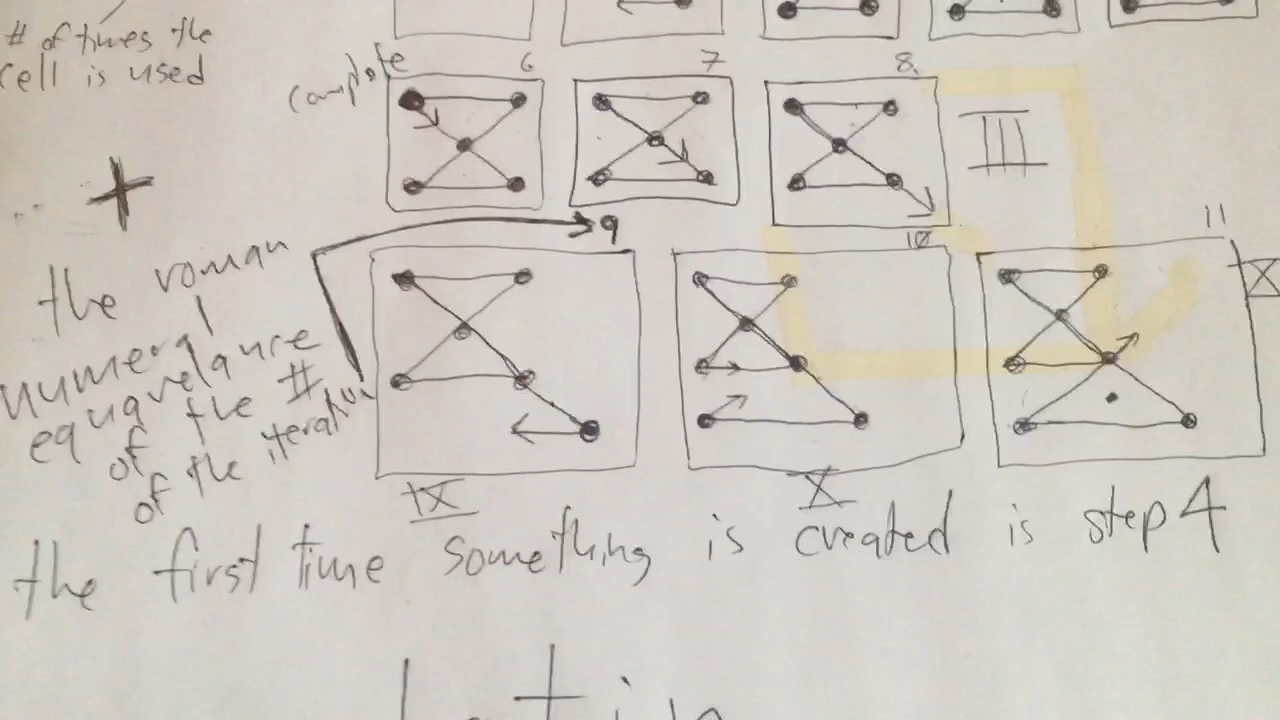 # of times the
cell is used
complete
6
7
8
III
+
the roman
numeral
equavelance
of the #
of the iteration
9
10
11
IX
X
the first time something is created is step 4